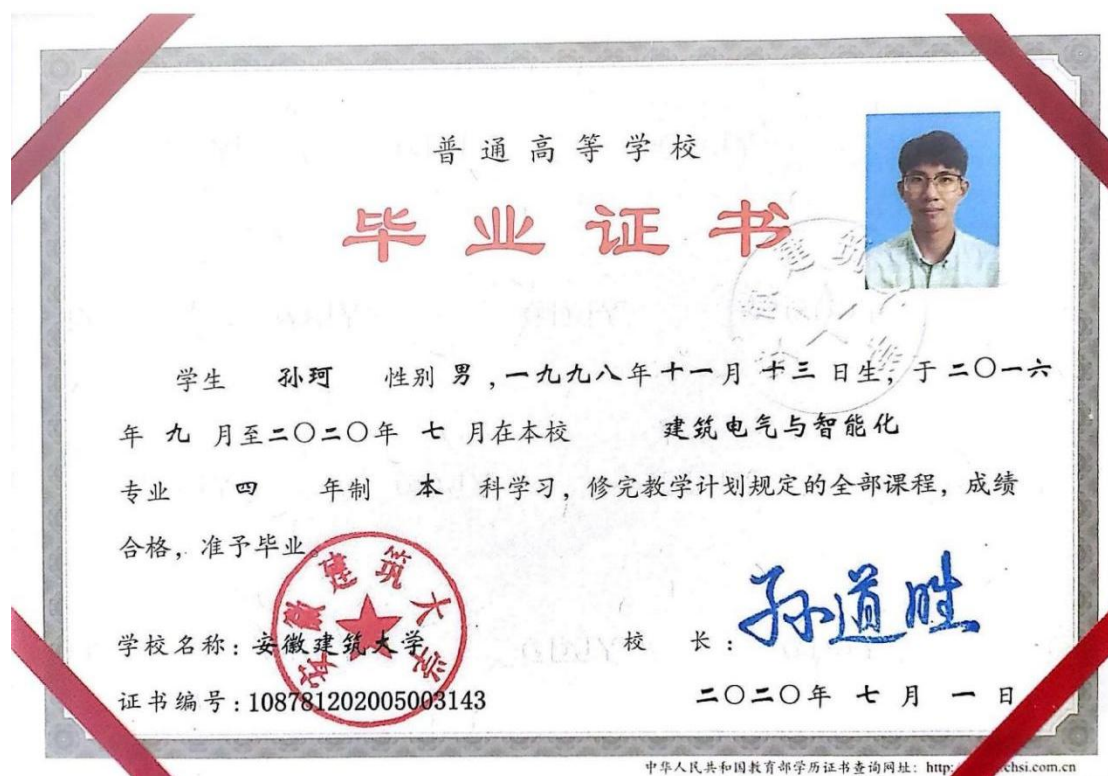 普通高等学校
毕业证书
学生 孙珂 性别 男，一九九八年十一月 十三 日生，于 二〇一六
年 九 月至二〇二〇年 七 月在本校 建筑电气与智能化
专业 四 年制 本 科学习，修完教学计划规定的全部课程，成绩
合格，准予毕业。
安徽建筑大学
学校名称：安徽建筑大学 校 长：孙道胜
证书编号：108781202005003143 二〇二〇年 七 月 一 日
中华人民共和国教育部学历证书查询网址：http: chsi.com.cn